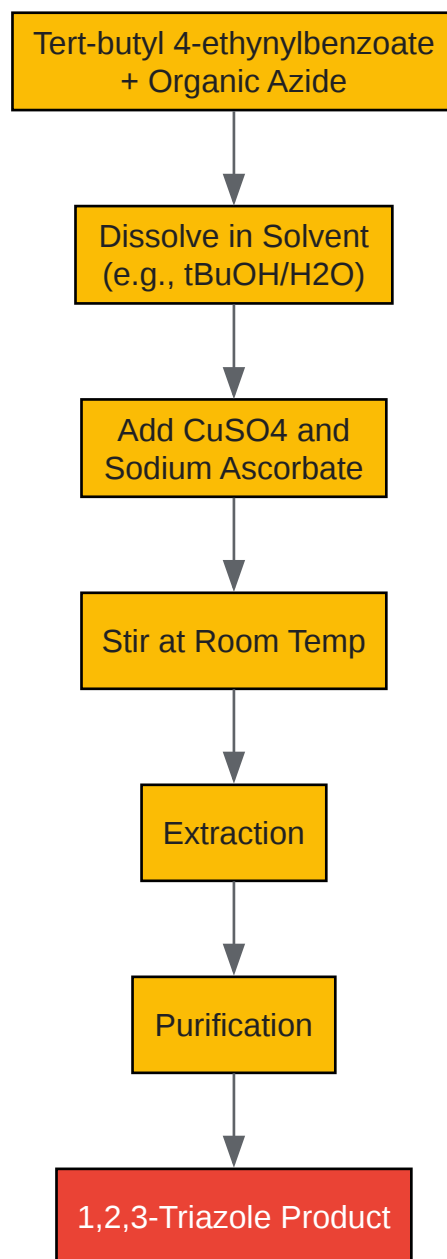 Tert-butyl 4-ethynylbenzoate
+ Organic Azide
Dissolve in Solvent
(e.g., tBuOH/H2O)
Add CuSO4 and
Sodium Ascorbate
Stir at Room Temp
Extraction
Purification
1,2,3-Triazole Product